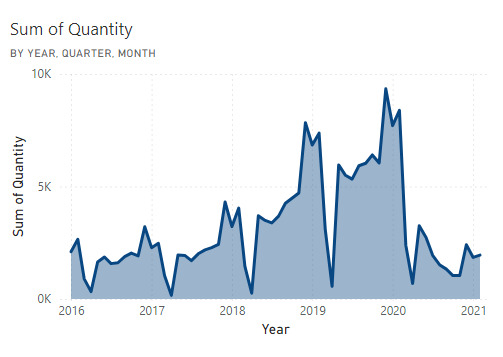 Sum of Quantity
BY YEAR, QUARTER, MONTH
10K
5K
0K
Sum of Quantity
2016 2017 2018 2019 2020 2021
Year